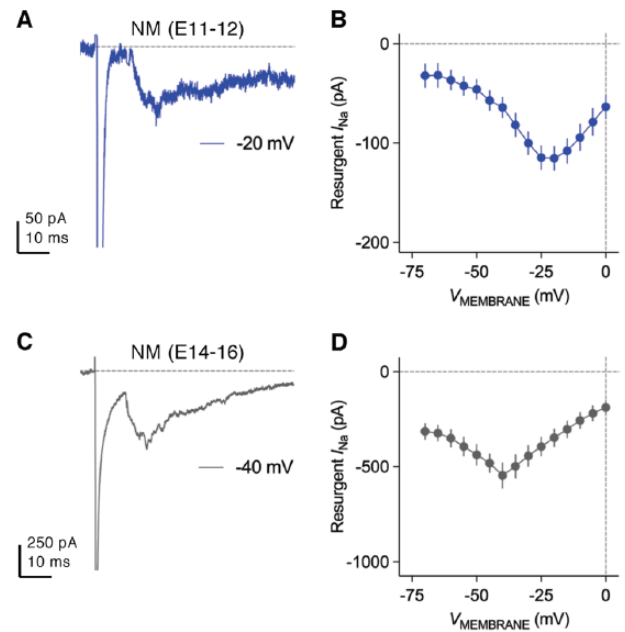 A
NM (E11-12)
-20 mV
50 pA
10 ms
B
0
-100
-200
Resurgent INa (pA)
-75 -50 -25 0
VMEMBRANE (mV)
C
NM (E14-16)
-40 mV
250 pA
10 ms
D
0
-500
-1000
Resurgent INa (pA)
-75 -50 -25 0
VMEMBRANE (mV)